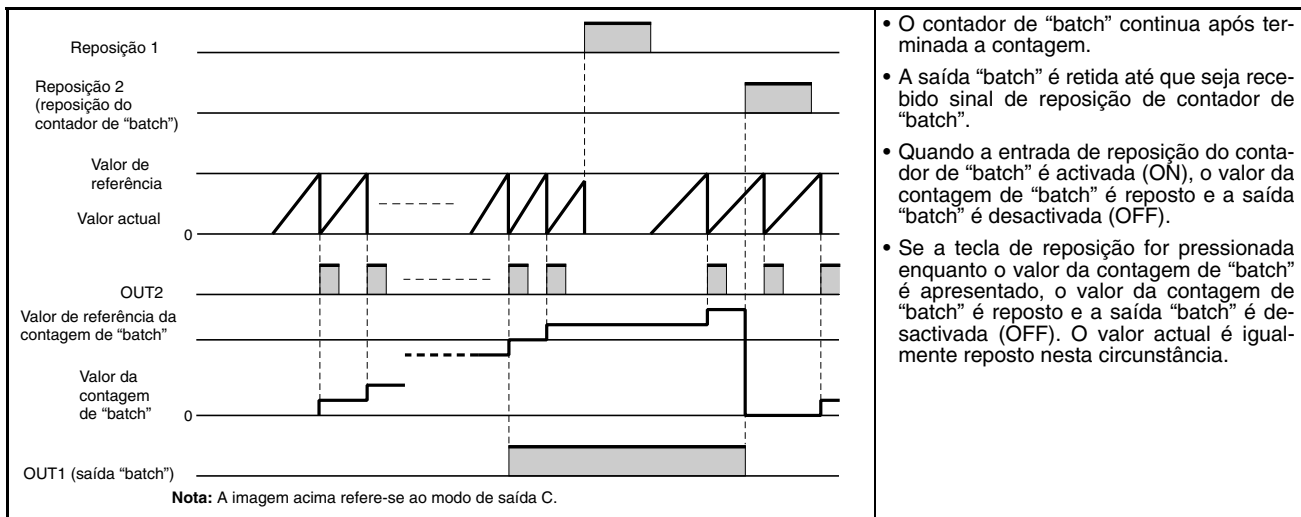 Reposição 1
Reposição 2
(reposição do
contador de “batch”)
Valor de
referência
Valor actual
0
OUT2
Valor de referência da
contagem de “batch”
Valor da
contagem
de “batch”
0
OUT1 (saída “batch”)
Nota: A imagem acima refere-se ao modo de saída C.
• O contador de “batch” continua após ter-
minada a contagem.
• A saída “batch” é retida até que seja rece-
bido sinal de reposição de contador de
“batch”.
• Quando a entrada de reposição do conta-
dor de “batch” é activada (ON), o valor da
contagem de “batch” é reposto e a saída
“batch” é desactivada (OFF).
• Se a tecla de reposição for pressionada
enquanto o valor da contagem de “batch”
é apresentado, o valor da contagem de
“batch” é reposto e a saída “batch” é de-
sactivada (OFF). O valor actual é igual-
mente reposto nesta circunstância.